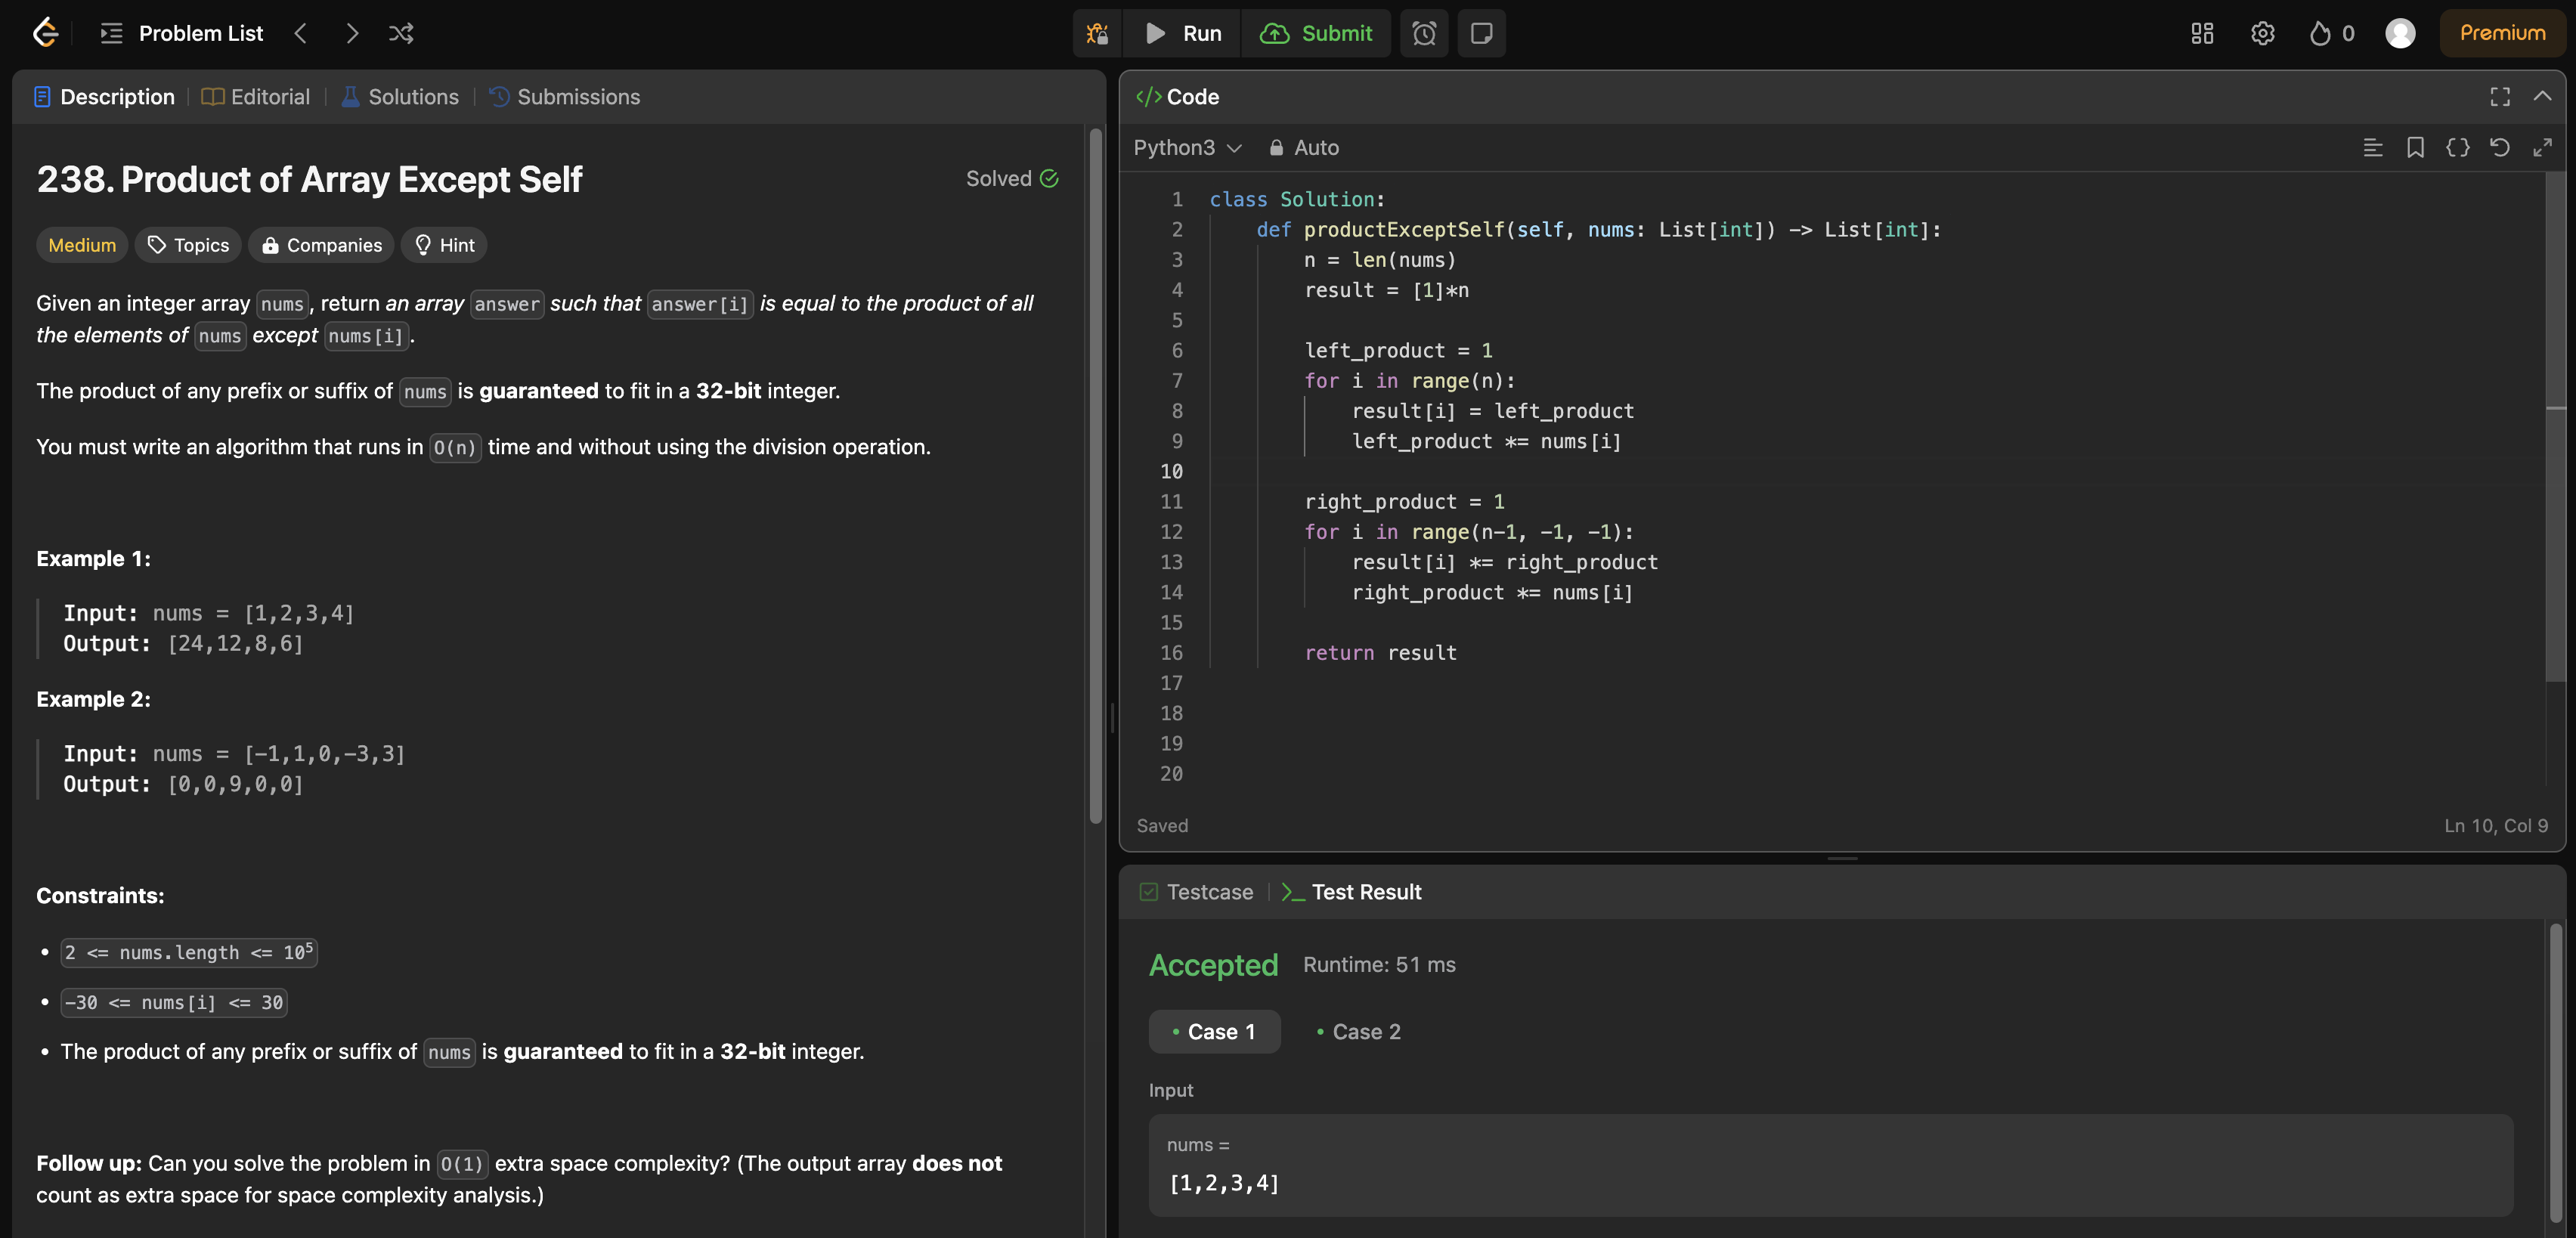 Problem List
Run
Submit
0
Premium
Description
Editorial
Solutions
Submissions
238. Product of Array Except Self
Solved
Medium
Topics
Companies
Hint
Given an integer array nums, return an array answer such that answer[i] is equal to the product of all
the elements of nums except nums[i].
The product of any prefix or suffix of nums is guaranteed to fit in a 32-bit integer.
You must write an algorithm that runs in O(n) time and without using the division operation.
Example 1:
Input: nums = [1,2,3,4]
Output: [24,12,8,6]
Example 2:
Input: nums = [-1,1,0,-3,3]
Output: [0,0,9,0,0]
Constraints:
• 2 <= nums.length <= 10⁵
• -30 <= nums[i] <= 30
• The product of any prefix or suffix of nums is guaranteed to fit in a 32-bit integer.
Follow up: Can you solve the problem in O(1) extra space complexity? (The output array does not
count as extra space for space complexity analysis.)
</> Code
Python3
Auto
1 class Solution:
2     def productExceptSelf(self, nums: List[int]) -> List[int]:
3         n = len(nums)
4         result = [1]*n
5
6         left_product = 1
7         for i in range(n):
8             result[i] = left_product
9             left_product *= nums[i]
10
11         right_product = 1
12         for i in range(n-1, -1, -1):
13             result[i] *= right_product
14             right_product *= nums[i]
15
16         return result
17
18
19
20
Saved
Ln 10, Col 9
Testcase
>_ Test Result
Accepted
Runtime: 51 ms
• Case 1
• Case 2
Input
nums =
[1,2,3,4]